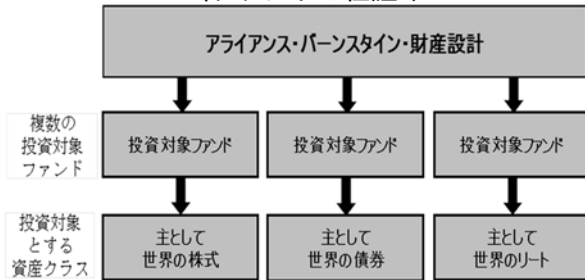 アライアンス・バーンスタイン・財産設計
複数の
投資対象
ファンド
投資対象ファンド
投資対象ファンド
投資対象ファンド
投資対象
とする
資産クラス
主として
世界の株式
主として
世界の債券
主として
世界のリート